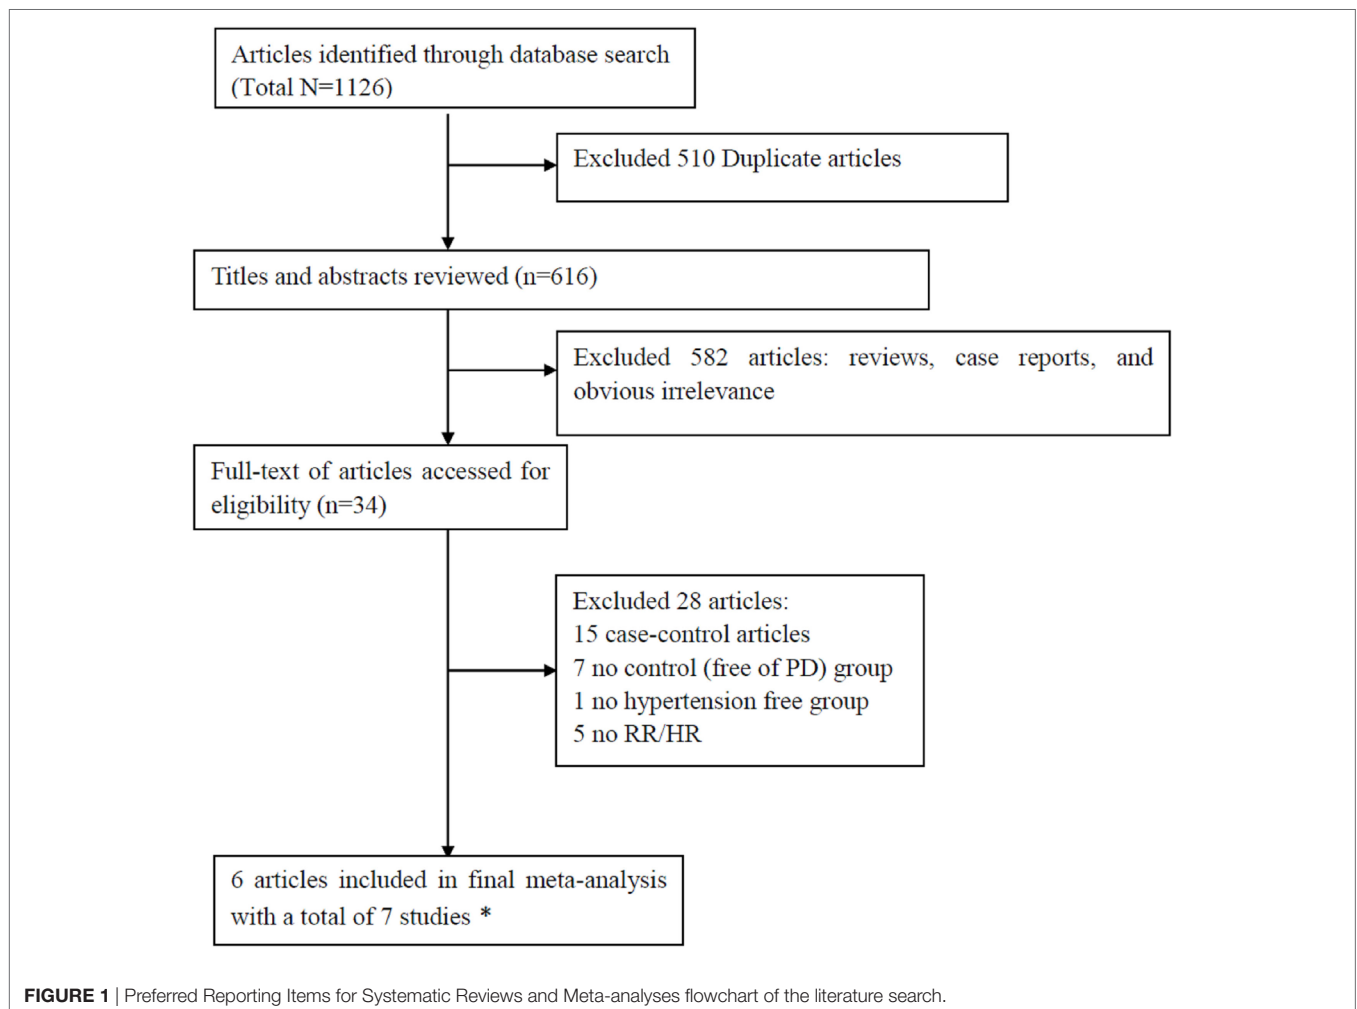 Articles identified through database search
(Total N=1126)
Excluded 510 Duplicate articles
Titles and abstracts reviewed (n=616)
Excluded 582 articles: reviews, case reports, and
obvious irrelevance
Full-text of articles accessed for
eligibility (n=34)
Excluded 28 articles:
15 case-control articles
7 no control (free of PD) group
1 no hypertension free group
5 no RR/HR
6 articles included in final meta-analysis
with a total of 7 studies *
FIGURE 1 | Preferred Reporting Items for Systematic Reviews and Meta-analyses flowchart of the literature search.